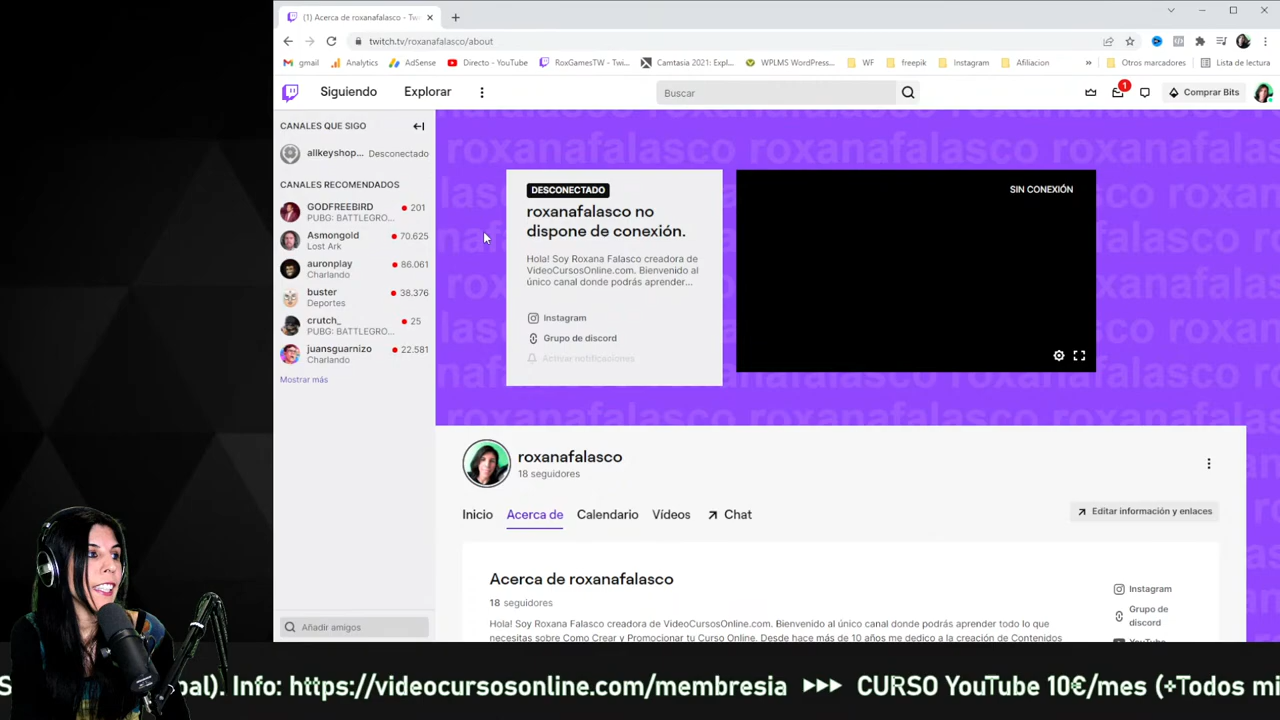 (1) Acerca de roxanafalasco - Tw
twitch.tv/roxanafalasco/about
gmail
Analytics
AdSense
Directo - YouTube
RoxGamesTW - Twi...
Camtasia 2021: Expl...
WPLMS WordPress...
WF
freepik
Instagram
Afiliacion
»
Otros marcadores
Lista de lectura
Siguiendo
Explorar
Buscar
1
Comprar Bits
CANALES QUE SIGO
allkeyshop...
Desconectado
CANALES RECOMENDADOS
GODFREEBIRD
201
PUBG: BATTLEGRO...
Asmongold
70.625
Lost Ark
auronplay
86.061
Charlando
buster
38.376
Deportes
crutch_
25
PUBG: BATTLEGRO...
juansguarnizo
22.581
Charlando
Mostrar más
Añadir amigos
DESCONECTADO
roxanafalasco no
dispone de conexión.
Hola! Soy Roxana Falasco creadora de
VideoCursosOnline.com. Bienvenido al
único canal donde podrás aprender...
Instagram
Grupo de discord
Activar notificaciones
SIN CONEXIÓN
roxanafalasco
18 seguidores
Inicio
Acerca de
Calendario
Vídeos
Chat
Editar información y enlaces
Acerca de roxanafalasco
18 seguidores
Hola! Soy Roxana Falasco creadora de VideoCursosOnline.com. Bienvenido al único canal donde podrás aprender todo lo que
necesitas sobre Como Crear y Promocionar tu Curso Online. Desde hace más de 10 años me dedico a la creación de Contenidos
Instagram
Grupo de
discord
bal). Info: https://videocursosonline.com/membresia >>> CURSO YouTube 10€/mes (+Todos mi